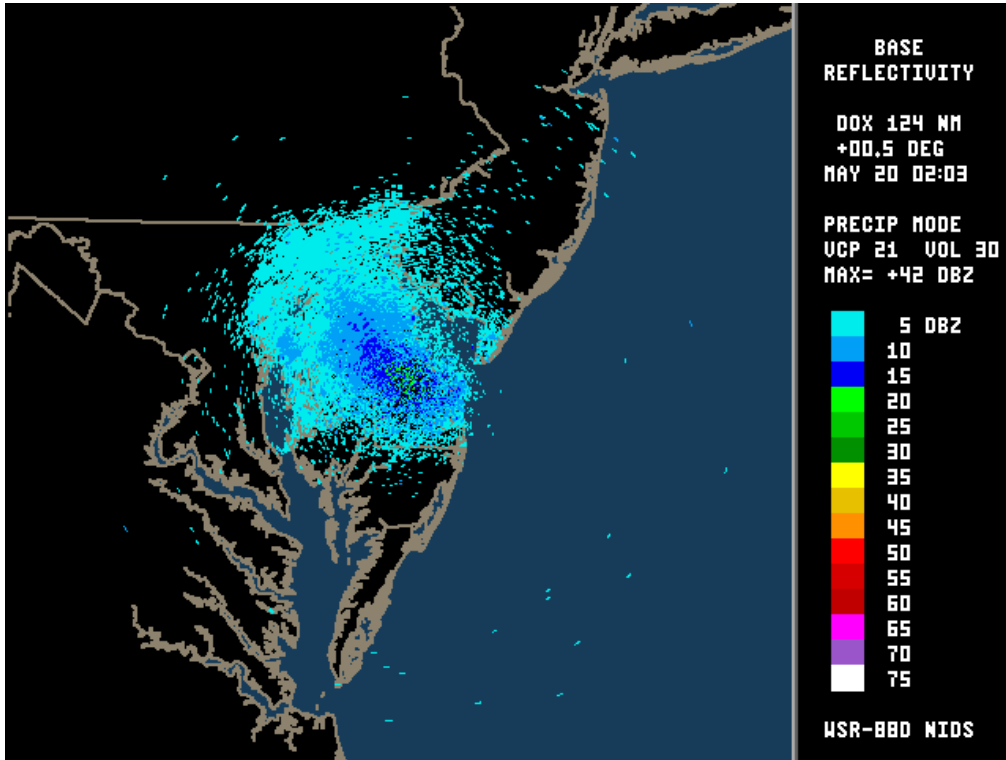 BASE
REFLECTIVITY
DOX 124 NM
+00.5 DEG
MAY 20 02:03
PRECIP MODE
VCP 21 VOL 30
MAX= +42 DBZ
5 DBZ
10
15
20
25
30
35
40
45
50
55
60
65
70
75
WSR-88D NIDS